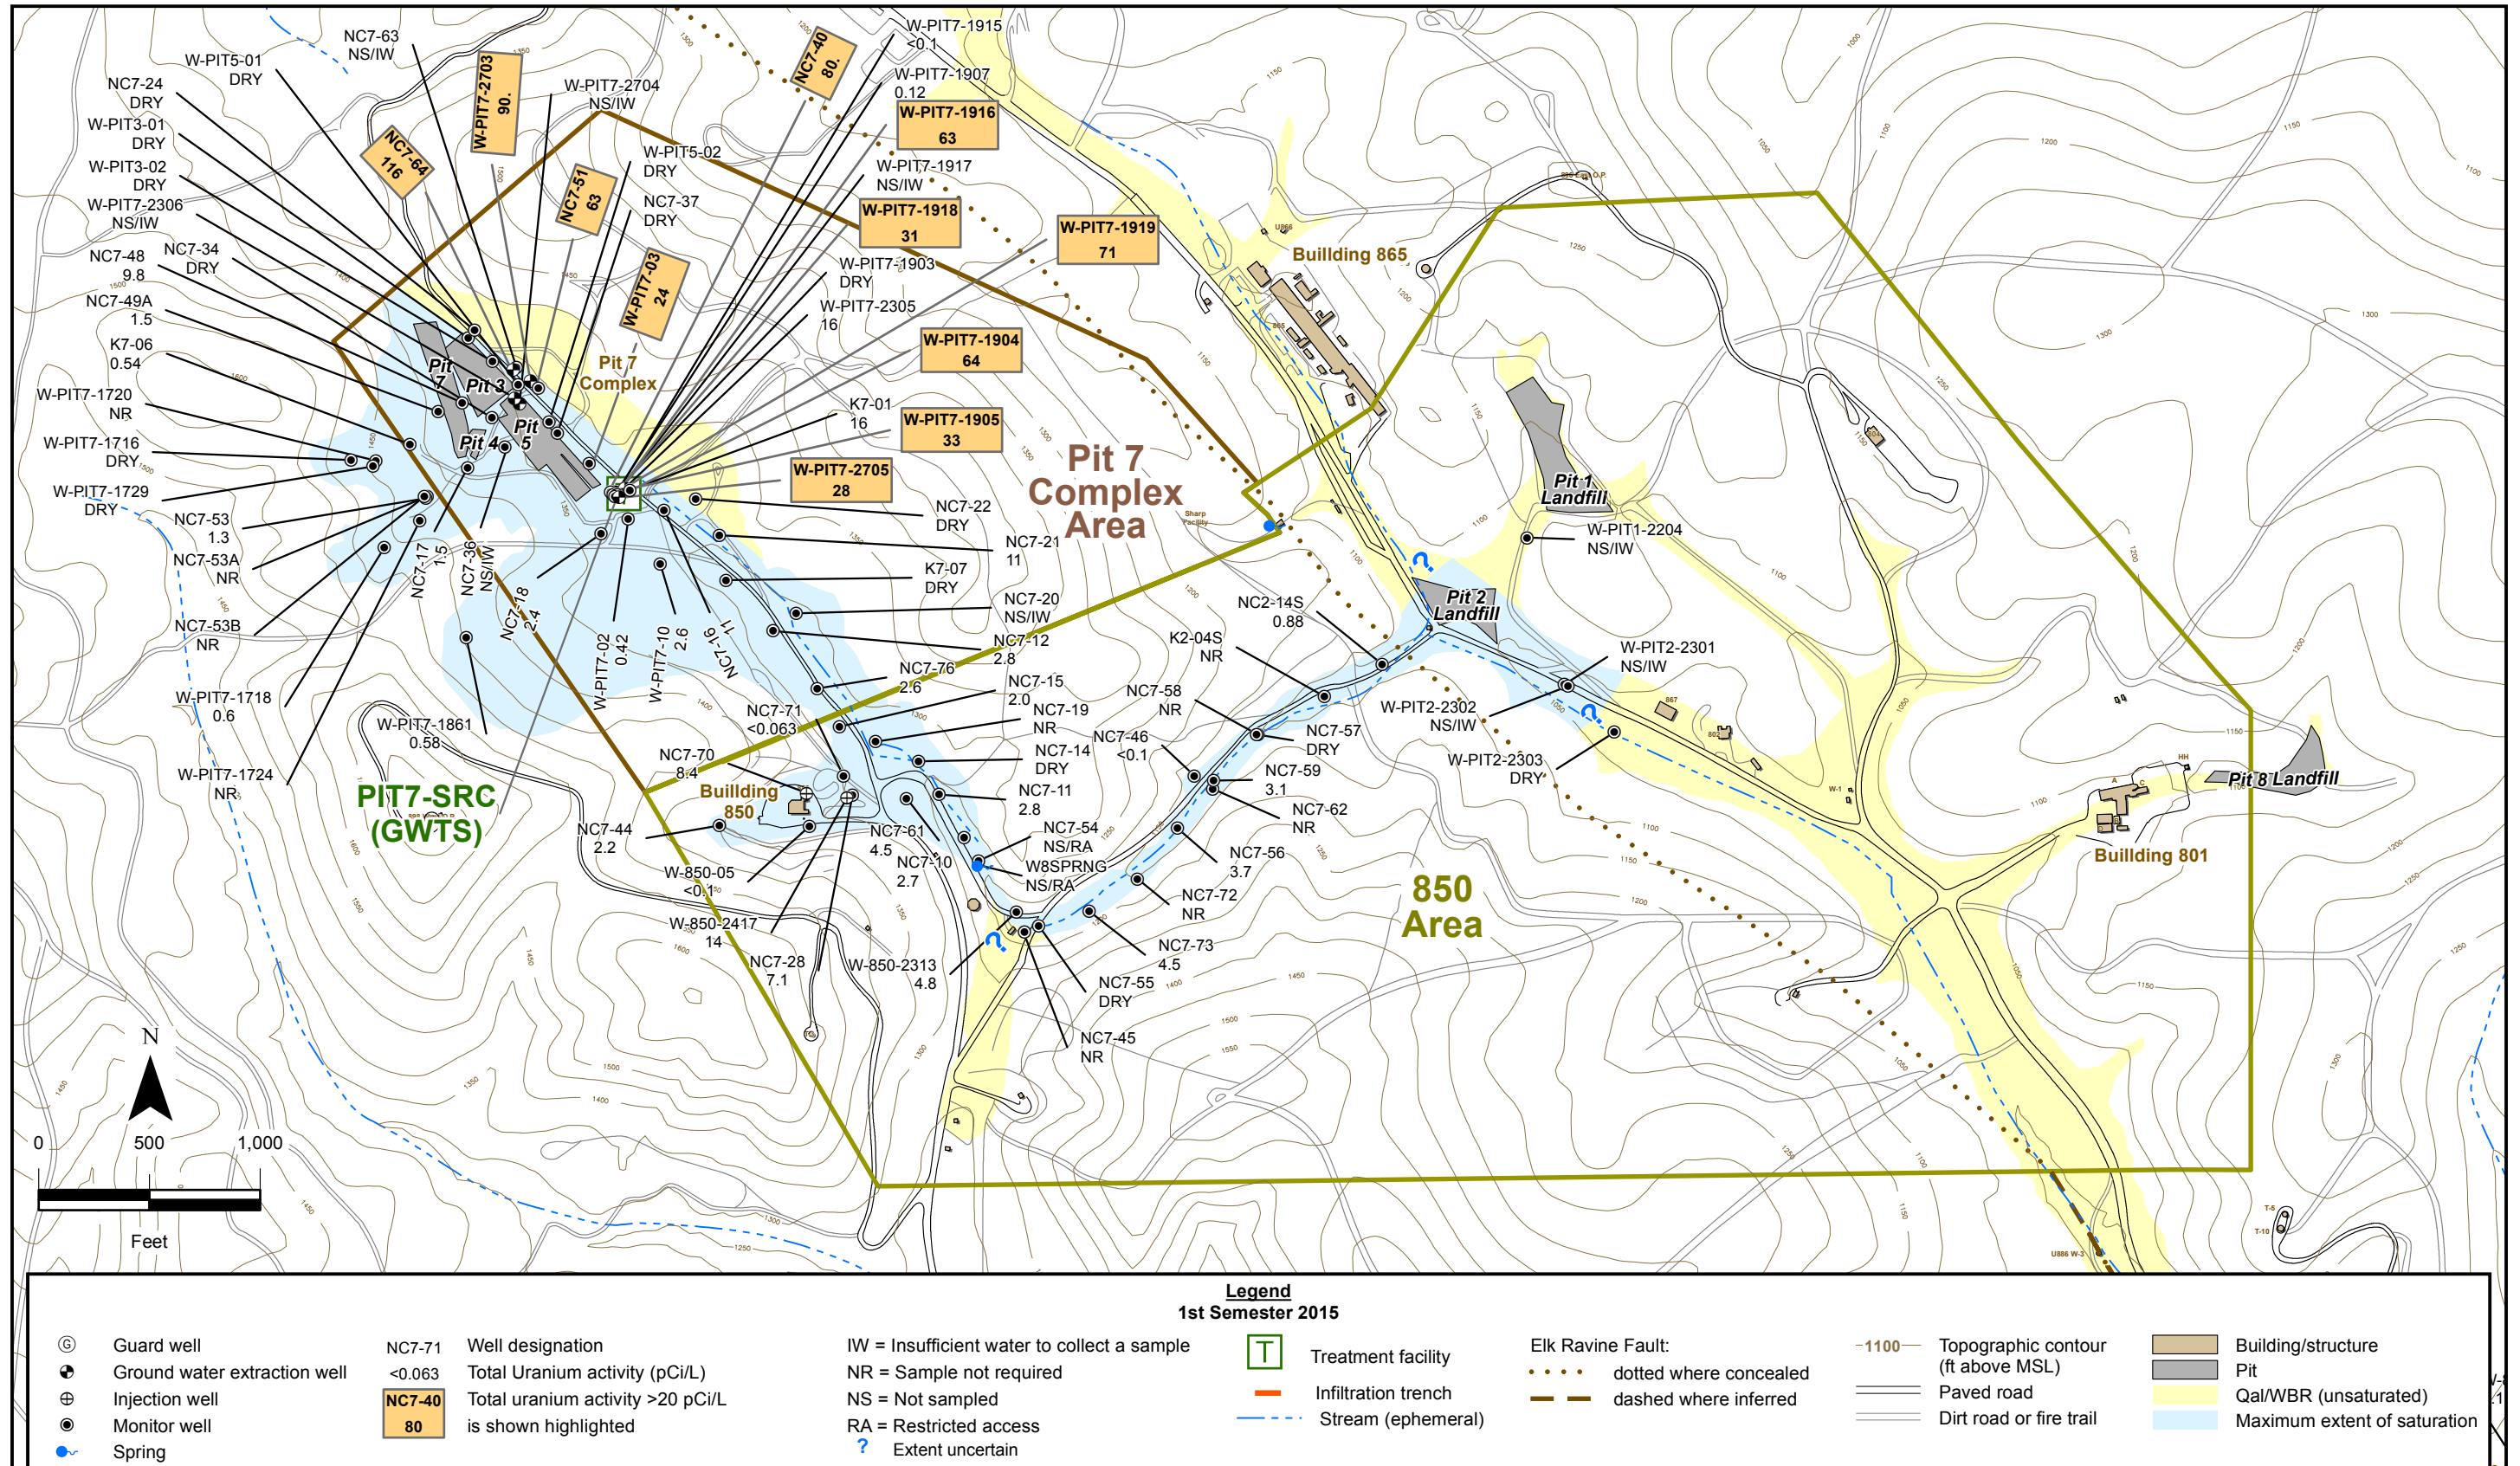 NC7-63
NS/IW
W-PIT5-01
DRY
NC7-24
DRY
W-PIT3-01
DRY
W-PIT3-02
DRY
W-PIT7-2306
NS/IW
NC7-34
DRY
NC7-48
9.8
NC7-49A
1.5
K7-06
0.54
W-PIT7-1720
NR
W-PIT7-1716
DRY
W-PIT7-1729
DRY
NC7-53
1.3
NC7-53A
NR
NC7-53B
NR
W-PIT7-1718
0.6
W-PIT7-1724
NR
W-PIT7-1861
0.58
NC7-64
116
W-PIT7-2703
90.
W-PIT7-2704
NS/IW
NC7-51
63
W-PIT5-02
DRY
NC7-37
DRY
W-PIT7-03
24
NC7-40
80.
W-PIT7-1915
<0.1
W-PIT7-1907
0.12
W-PIT7-1916
63
W-PIT7-1917
NS/IW
W-PIT7-1918
31
W-PIT7-1919
71
W-PIT7-1903
DRY
W-PIT7-2305
16
W-PIT7-1904
64
K7-01
16
W-PIT7-1905
33
W-PIT7-2705
28
NC7-22
DRY
NC7-21
11
K7-07
DRY
NC7-20
NS/IW
NC7-12
2.8
NC7-76
2.6
NC7-15
2.0
NC7-19
NR
NC7-14
DRY
NC7-11
2.8
NC7-54
NS/RA
W8SPRNG
NS/RA
NC7-17
1.5
NC7-36
NS/IW
NC7-18
2.4
W-PIT7-02
0.42
W-PIT7-10
2.6
NC7-16
11
NC7-71
<0.063
NC7-70
8.4
NC7-44
2.2
W-850-05
<0.1
W-850-2417
14
NC7-28
7.1
NC7-61
4.5
NC7-10
2.7
W-850-2313
4.8
NC7-45
NR
NC7-55
DRY
NC7-73
4.5
NC7-72
NR
NC7-56
3.7
NC7-62
NR
NC7-59
3.1
NC7-57
DRY
NC7-46
<0.1
NC7-58
NR
K2-04S
NR
NC2-14S
0.88
W-PIT1-2204
NS/IW
W-PIT2-2301
NS/IW
W-PIT2-2302
NS/IW
W-PIT2-2303
DRY
Pit
7
Pit 3
Pit 4
Pit
5
Pit 7
Complex
Pit 7
Complex
Area
PIT7-SRC
(GWTS)
Buillding
850
850
Area
Buillding 865
Pit 1
Landfill
Pit 2
Landfill
Pit 8 Landfill
Buillding 801
Sharp
Facility
U866
865
867
802
W-1
HH
A
C
T-5
T-10
U886 W-3
N
0
500
1,000
Feet
Legend
1st Semester 2015
Guard well
Ground water extraction well
Injection well
Monitor well
Spring
NC7-71
Well designation
<0.063
Total Uranium activity (pCi/L)
NC7-40
80
Total uranium activity >20 pCi/L
is shown highlighted
IW = Insufficient water to collect a sample
NR = Sample not required
NS = Not sampled
RA = Restricted access
? Extent uncertain
T
Treatment facility
Infiltration trench
Stream (ephemeral)
Elk Ravine Fault:
dotted where concealed
dashed where inferred
1100
Topographic contour
(ft above MSL)
Paved road
Dirt road or fire trail
Building/structure
Pit
Qal/WBR (unsaturated)
Maximum extent of saturation